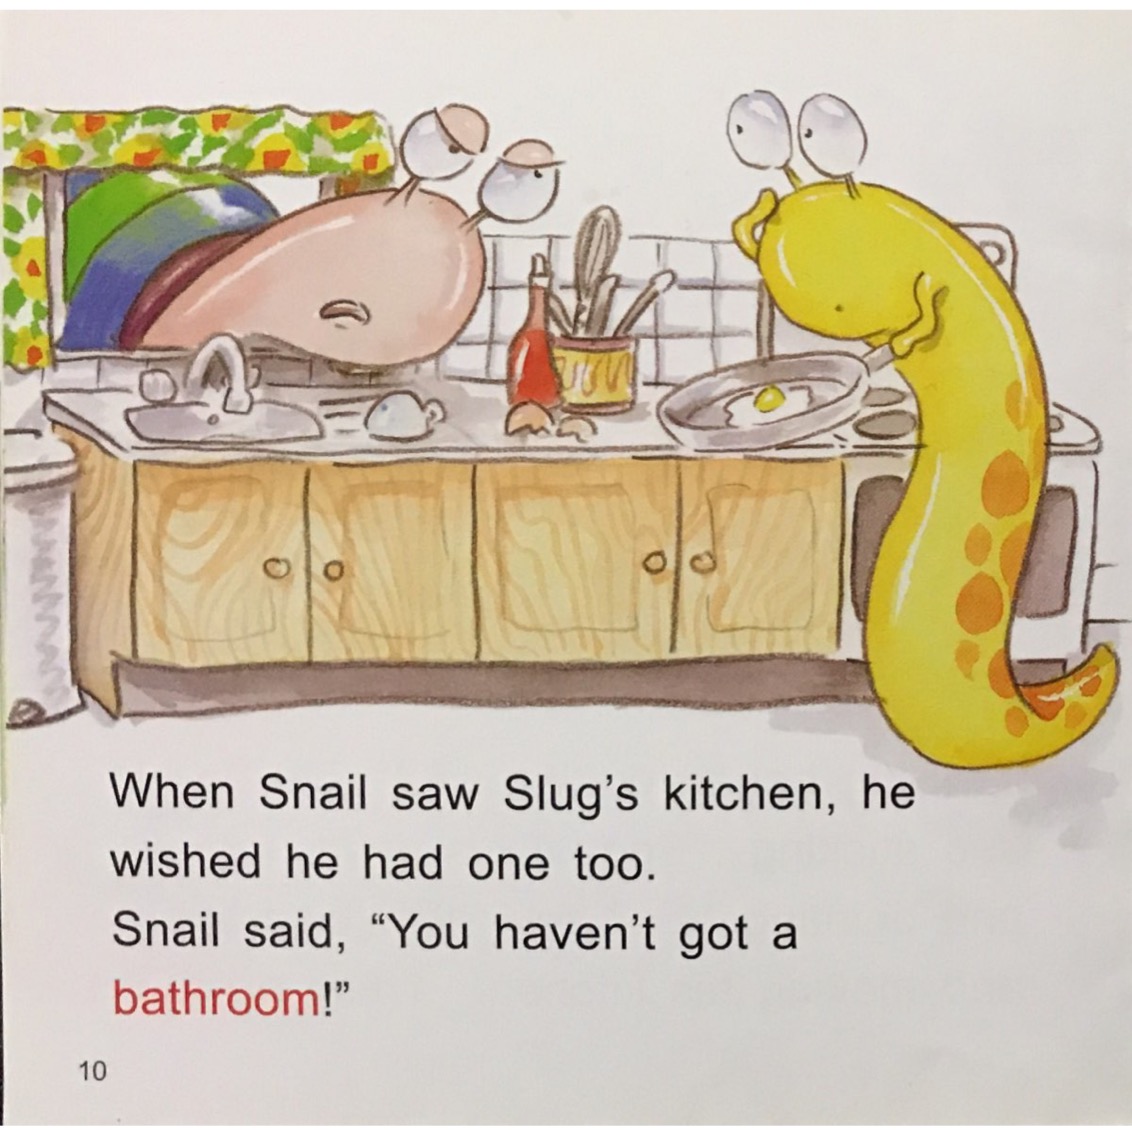 When Snail saw Slug’s kitchen, he
wished he had one too.
Snail said, “You haven’t got a
bathroom!”
10